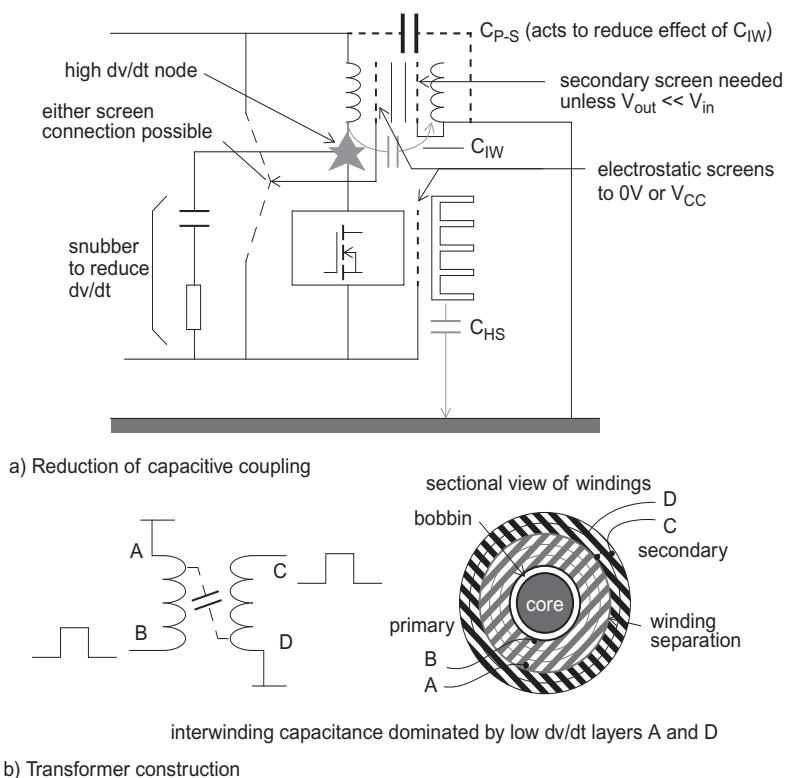 C_P-S (acts to reduce effect of C_IW)
high dv/dt node
secondary screen needed
unless V_out << V_in
either screen
connection possible
C_IW
electrostatic screens
to 0V or V_CC
snubber
to reduce
dv/dt
C_HS
a) Reduction of capacitive coupling
sectional view of windings
D
bobbin
C
A
secondary
C
core
primary
winding
separation
B
D
B
A
interwinding capacitance dominated by low dv/dt layers A and D
b) Transformer construction